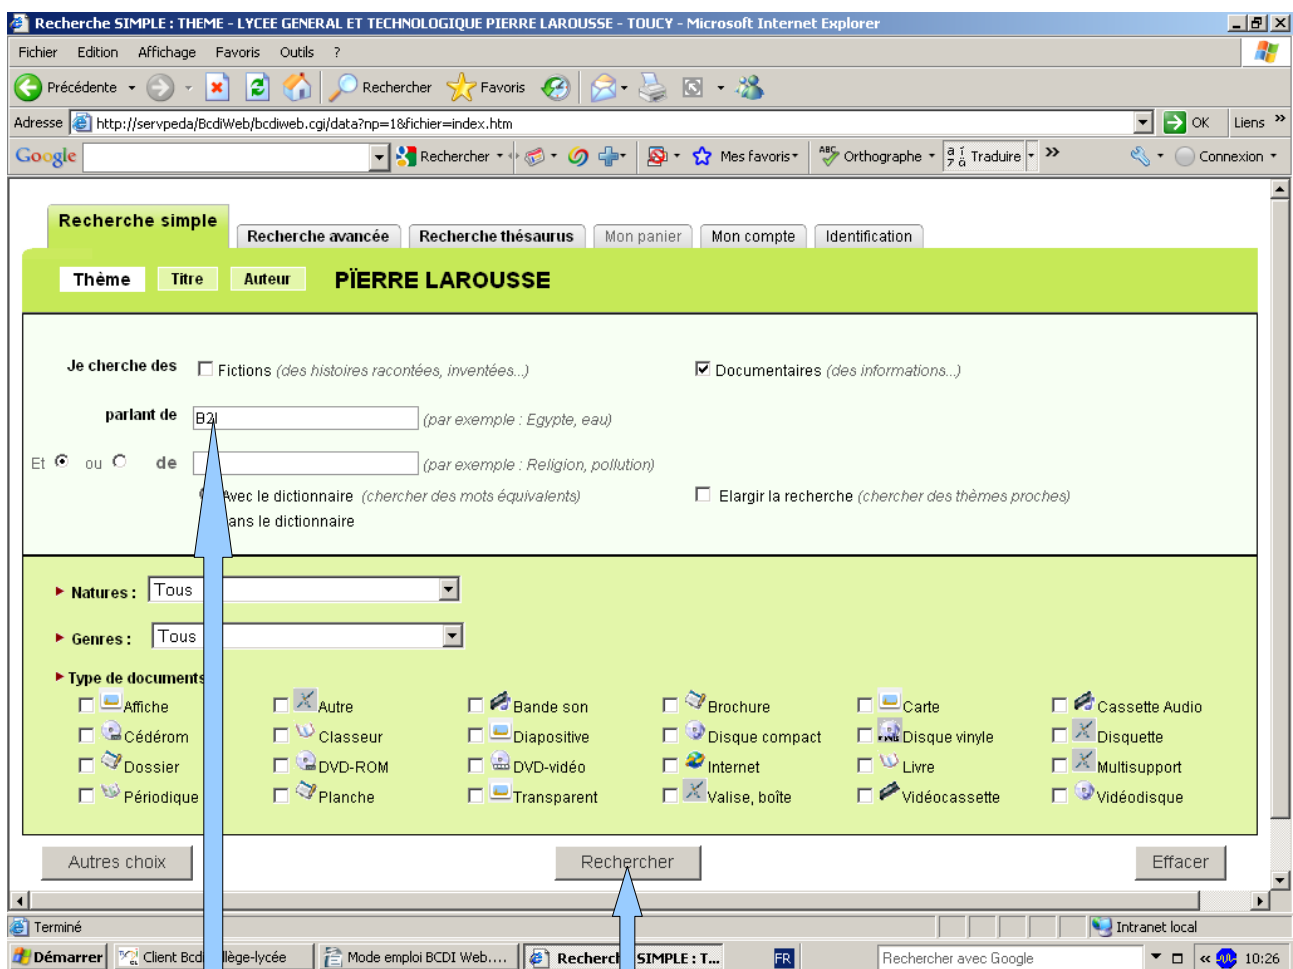 Recherche SIMPLE : THEME - LYCEE GENERAL ET TECHNOLOGIQUE PIERRE LAROUSSE - TOUCY - Microsoft Internet Explorer
Fichier Edition Affichage Favoris Outils ?
Précédente Rechercher Favoris
Adresse http://servpeda/BcdiWeb/bcdiweb.cgi/data?np=1&fichier=index.htm OK Liens »
Google Rechercher Mes favoris ABC Orthographe Traduire » Connexion
Recherche simple Recherche avancée Recherche thésaurus Mon panier Mon compte Identification
Thème Titre Auteur PÏERRE LAROUSSE
Je cherche des Fictions (des histoires racontées, inventées...) Documentaires (des informations...)
parlant de B2I (par exemple : Egypte, eau)
Et ou de (par exemple : Religion, pollution)
Avec le dictionnaire (chercher des mots équivalents) Elargir la recherche (chercher des thèmes proches)
ans le dictionnaire
Natures : Tous
Genres : Tous
Type de documents
Affiche Autre Bande son Brochure Carte Cassette Audio
Cédérom Classeur Diapositive Disque compact Disque vinyle Disquette
Dossier DVD-ROM DVD-vidéo Internet Livre Multisupport
Périodique Planche Transparent Valise, boîte Vidéocassette Vidéodisque
Autres choix Rechercher Effacer
Terminé Intranet local
Démarrer Client Bcdi llège-lycée Mode emploi BCDI Web.... Recherch SIMPLE : T... FR Rechercher avec Google « 10:26